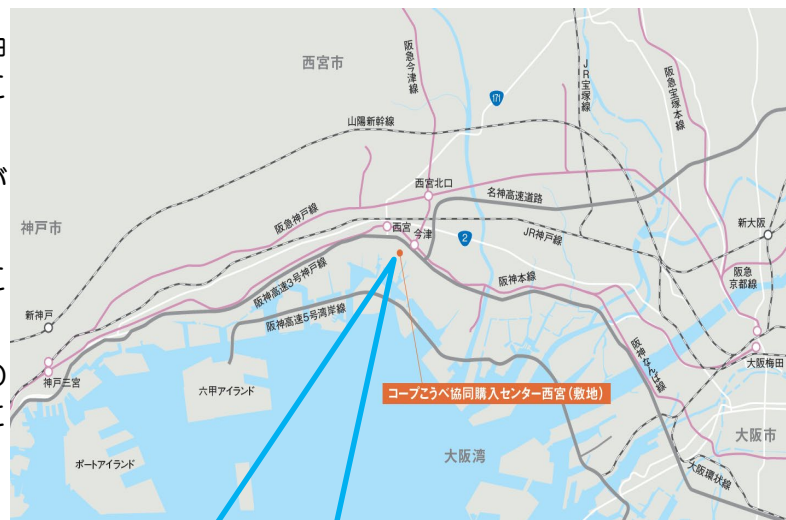 西宮市
阪急今津線
171
JR宝塚線
阪急宝塚本線
山陽新幹線
西宮北口
名神高速道路
神戸市
阪急神戸線
西宮
今津
2
JR神戸線
新大阪
阪神高速3号神戸線
阪神本線
阪急
京都線
新神戸
阪神高速5号湾岸線
神戸三宮
六甲アイランド
阪神なんば線
大阪梅田
コープこうべ協同購入センター西宮(敷地)
大阪市
大阪湾
ポートアイランド
大阪環状線